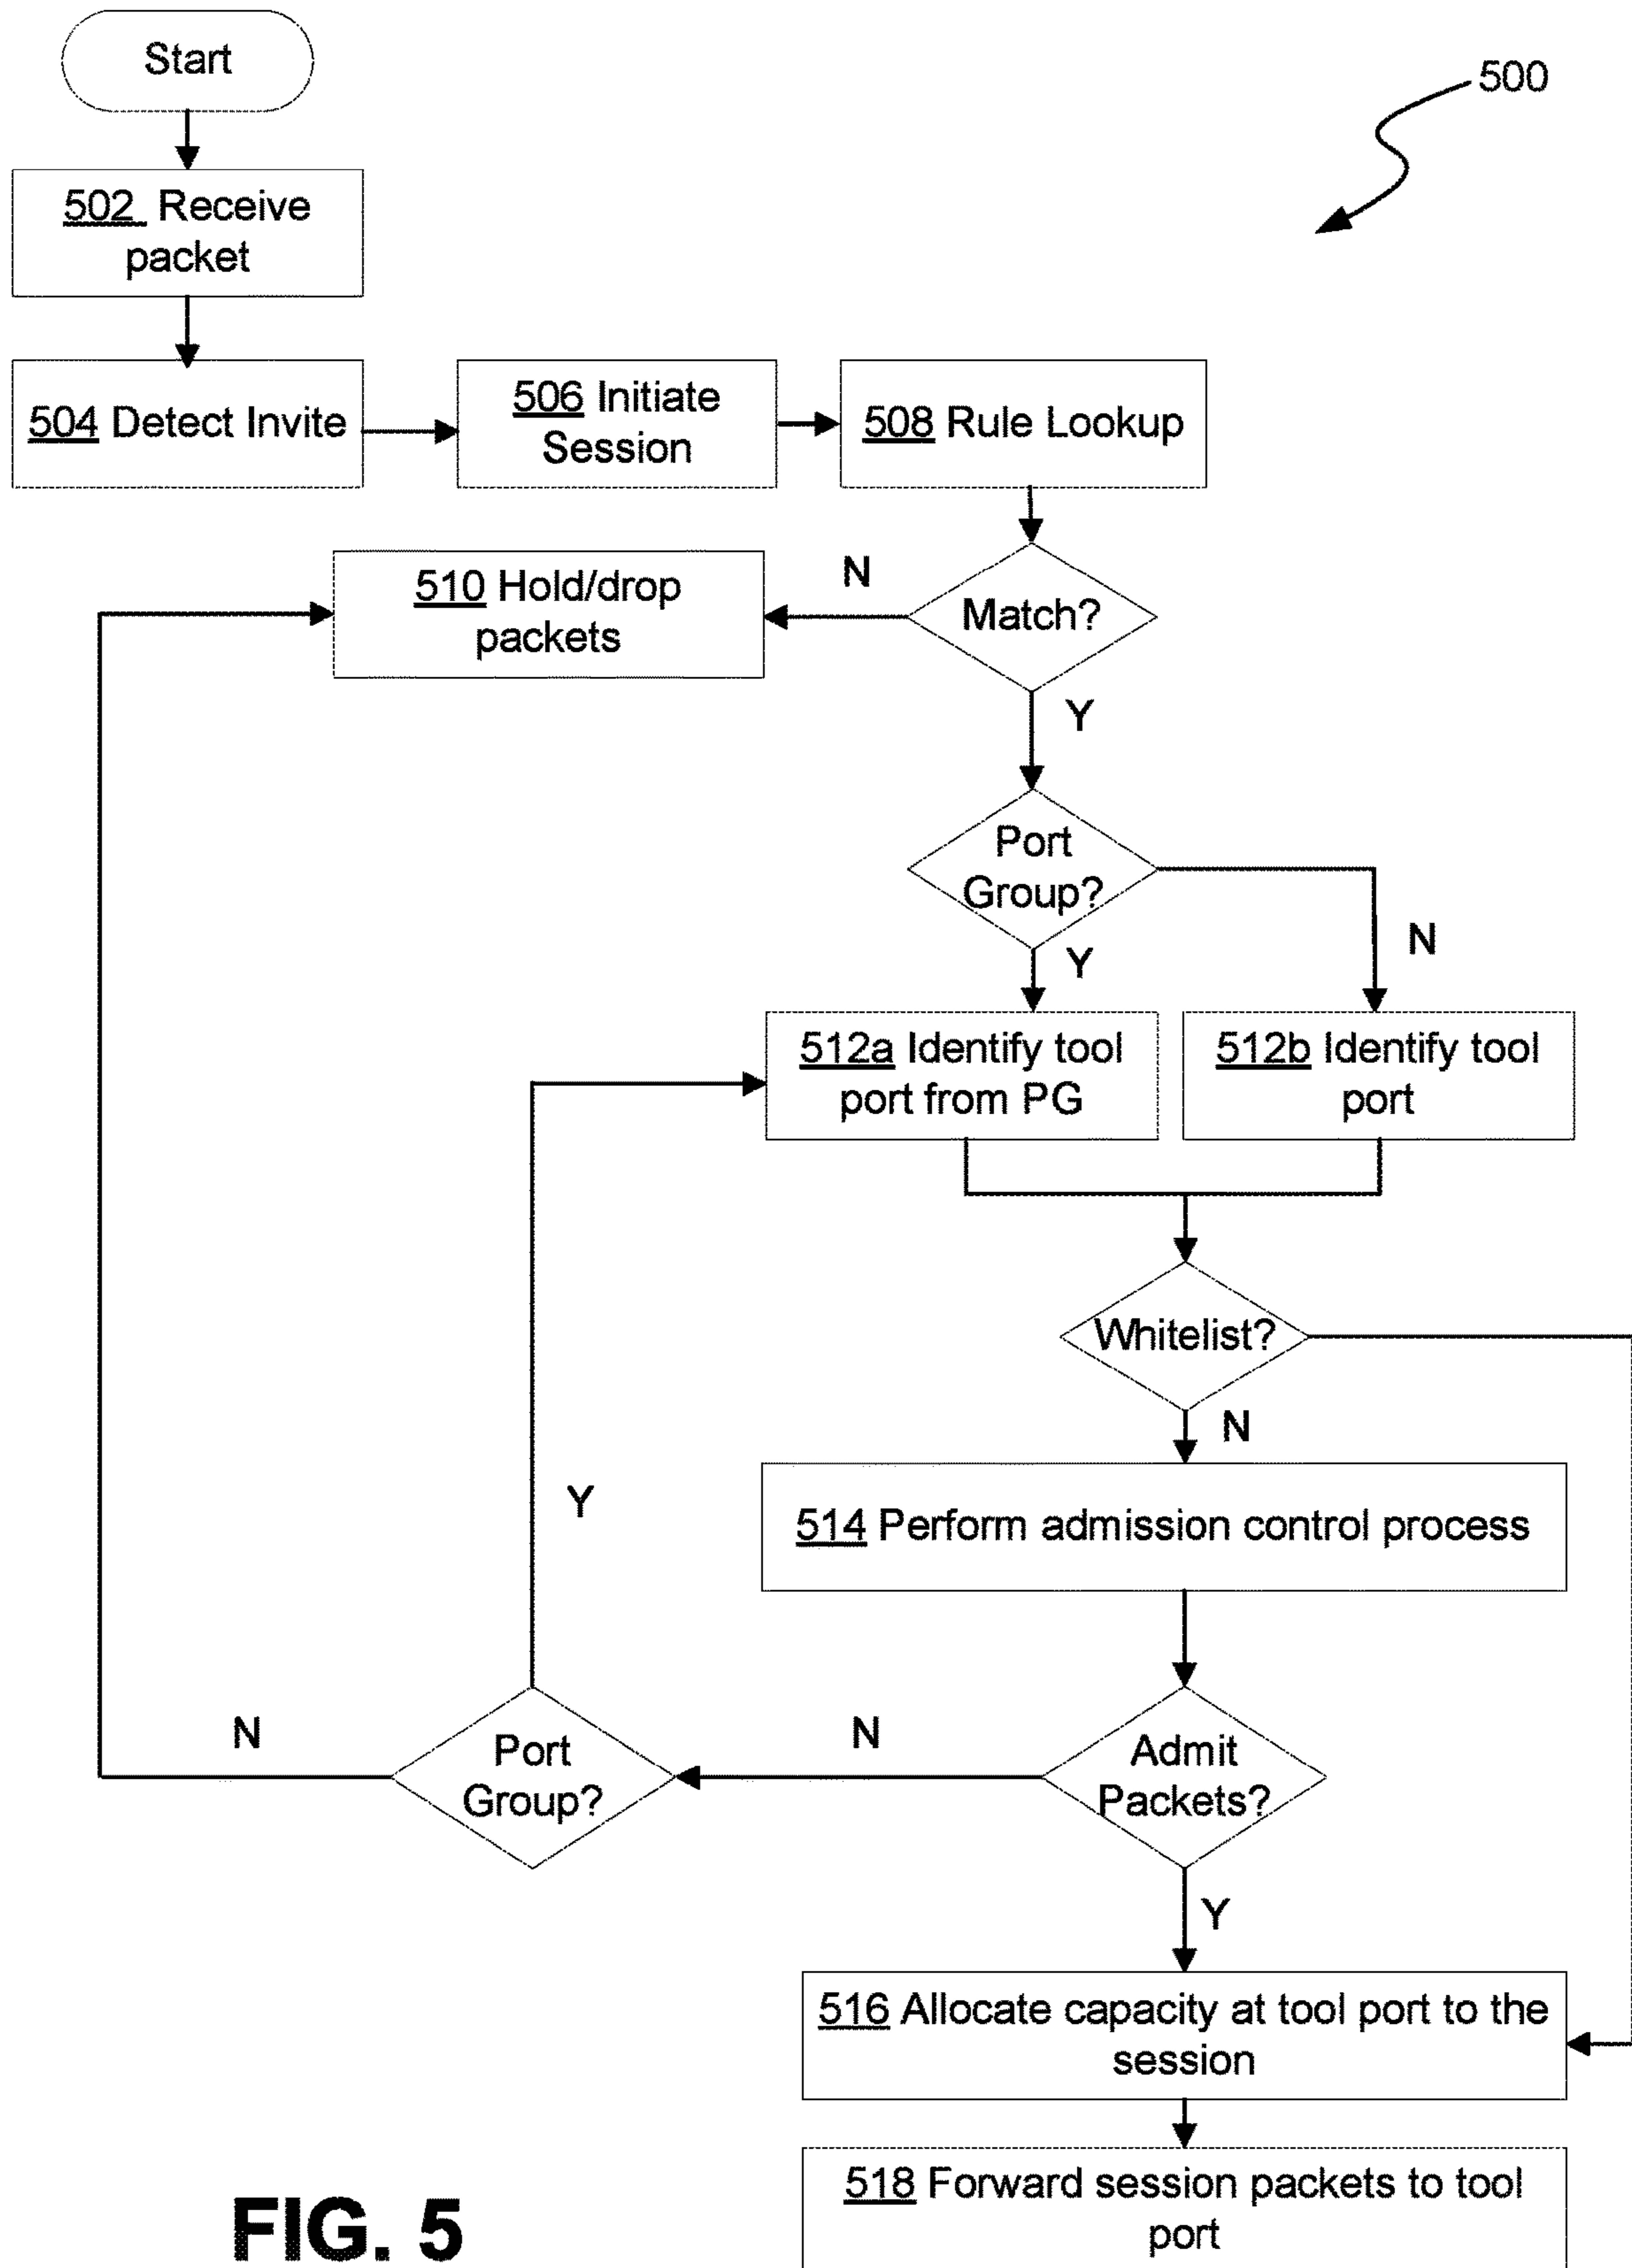 Start
500
502 Receive
packet
504 Detect Invite
506 Initiate
Session
508 Rule Lookup
510 Hold/drop
packets
N
Match?
Y
Port
Group?
N
Y
512a Identify tool
port from PG
512b Identify tool
port
Whitelist?
N
514 Perform admission control process
Y
N
Port
Group?
N
Admit
Packets?
Y
516 Allocate capacity at tool port to the
session
518 Forward session packets to tool
port
FIG. 5